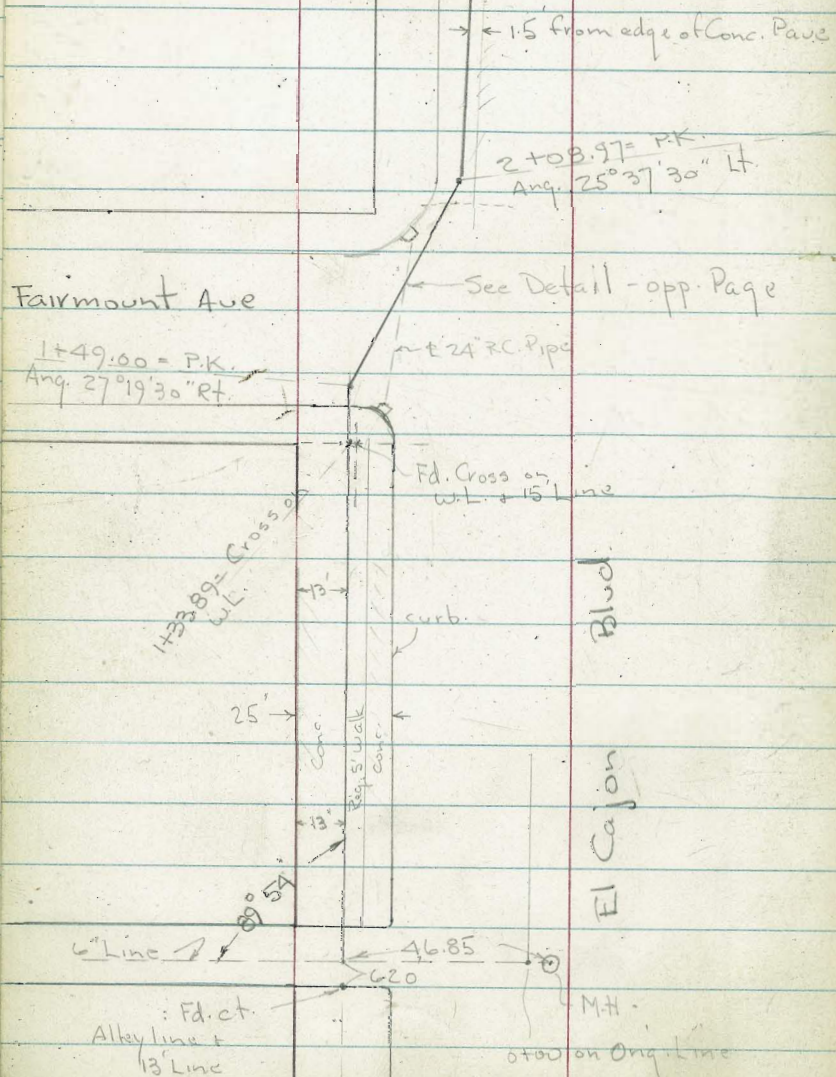 1.5' from edge of Conc. Pave
2+08.97= P.K.
Ang. 25°37'30" Lt.
See Detail - opp. Page
Fairmount Ave
℄ 24" R.C. Pipe
1+49.00 = P.K.
Ang. 27°19'30" Rt.
Fd. Cross on
W.L. + 15' Line
1+33.89= Cross on
W.L.
13'
curb.
Blvd.
25'
Conc.
Reg. 5' Walk
Conc.
13'
El Cajon
89° 54'
6" Line
46.85
6.20
: Fd. ct.
Alley line +
13' Line
M.H.
0+00 on Orig. Line